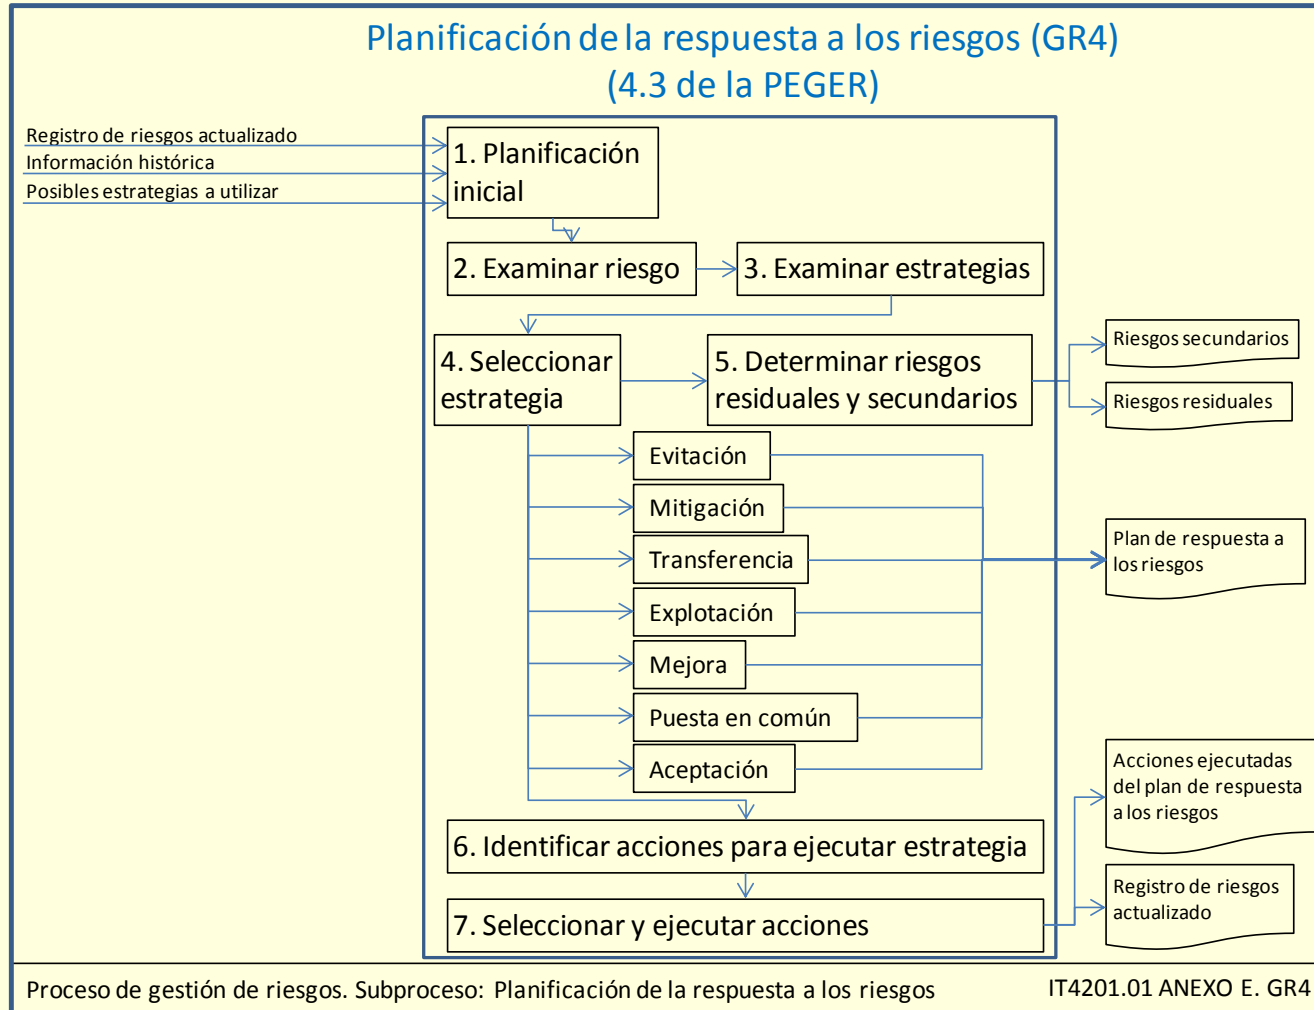 Planificación de la respuesta a los riesgos (GR4)
(4.3 de la PEGER)
Registro de riesgos actualizado
Información histórica
Posibles estrategias a utilizar
1. Planificación
inicial
2. Examinar riesgo
3. Examinar estrategias
4. Seleccionar
estrategia
5. Determinar riesgos
residuales y secundarios
Riesgos secundarios
Riesgos residuales
Evitación
Mitigación
Transferencia
Explotación
Mejora
Puesta en común
Aceptación
Plan de respuesta a
los riesgos
6. Identificar acciones para ejecutar estrategia
7. Seleccionar y ejecutar acciones
Acciones ejecutadas
del plan de respuesta
a los riesgos
Registro de riesgos
actualizado
Proceso de gestión de riesgos. Subproceso: Planificación de la respuesta a los riesgos
IT4201.01 ANEXO E. GR4